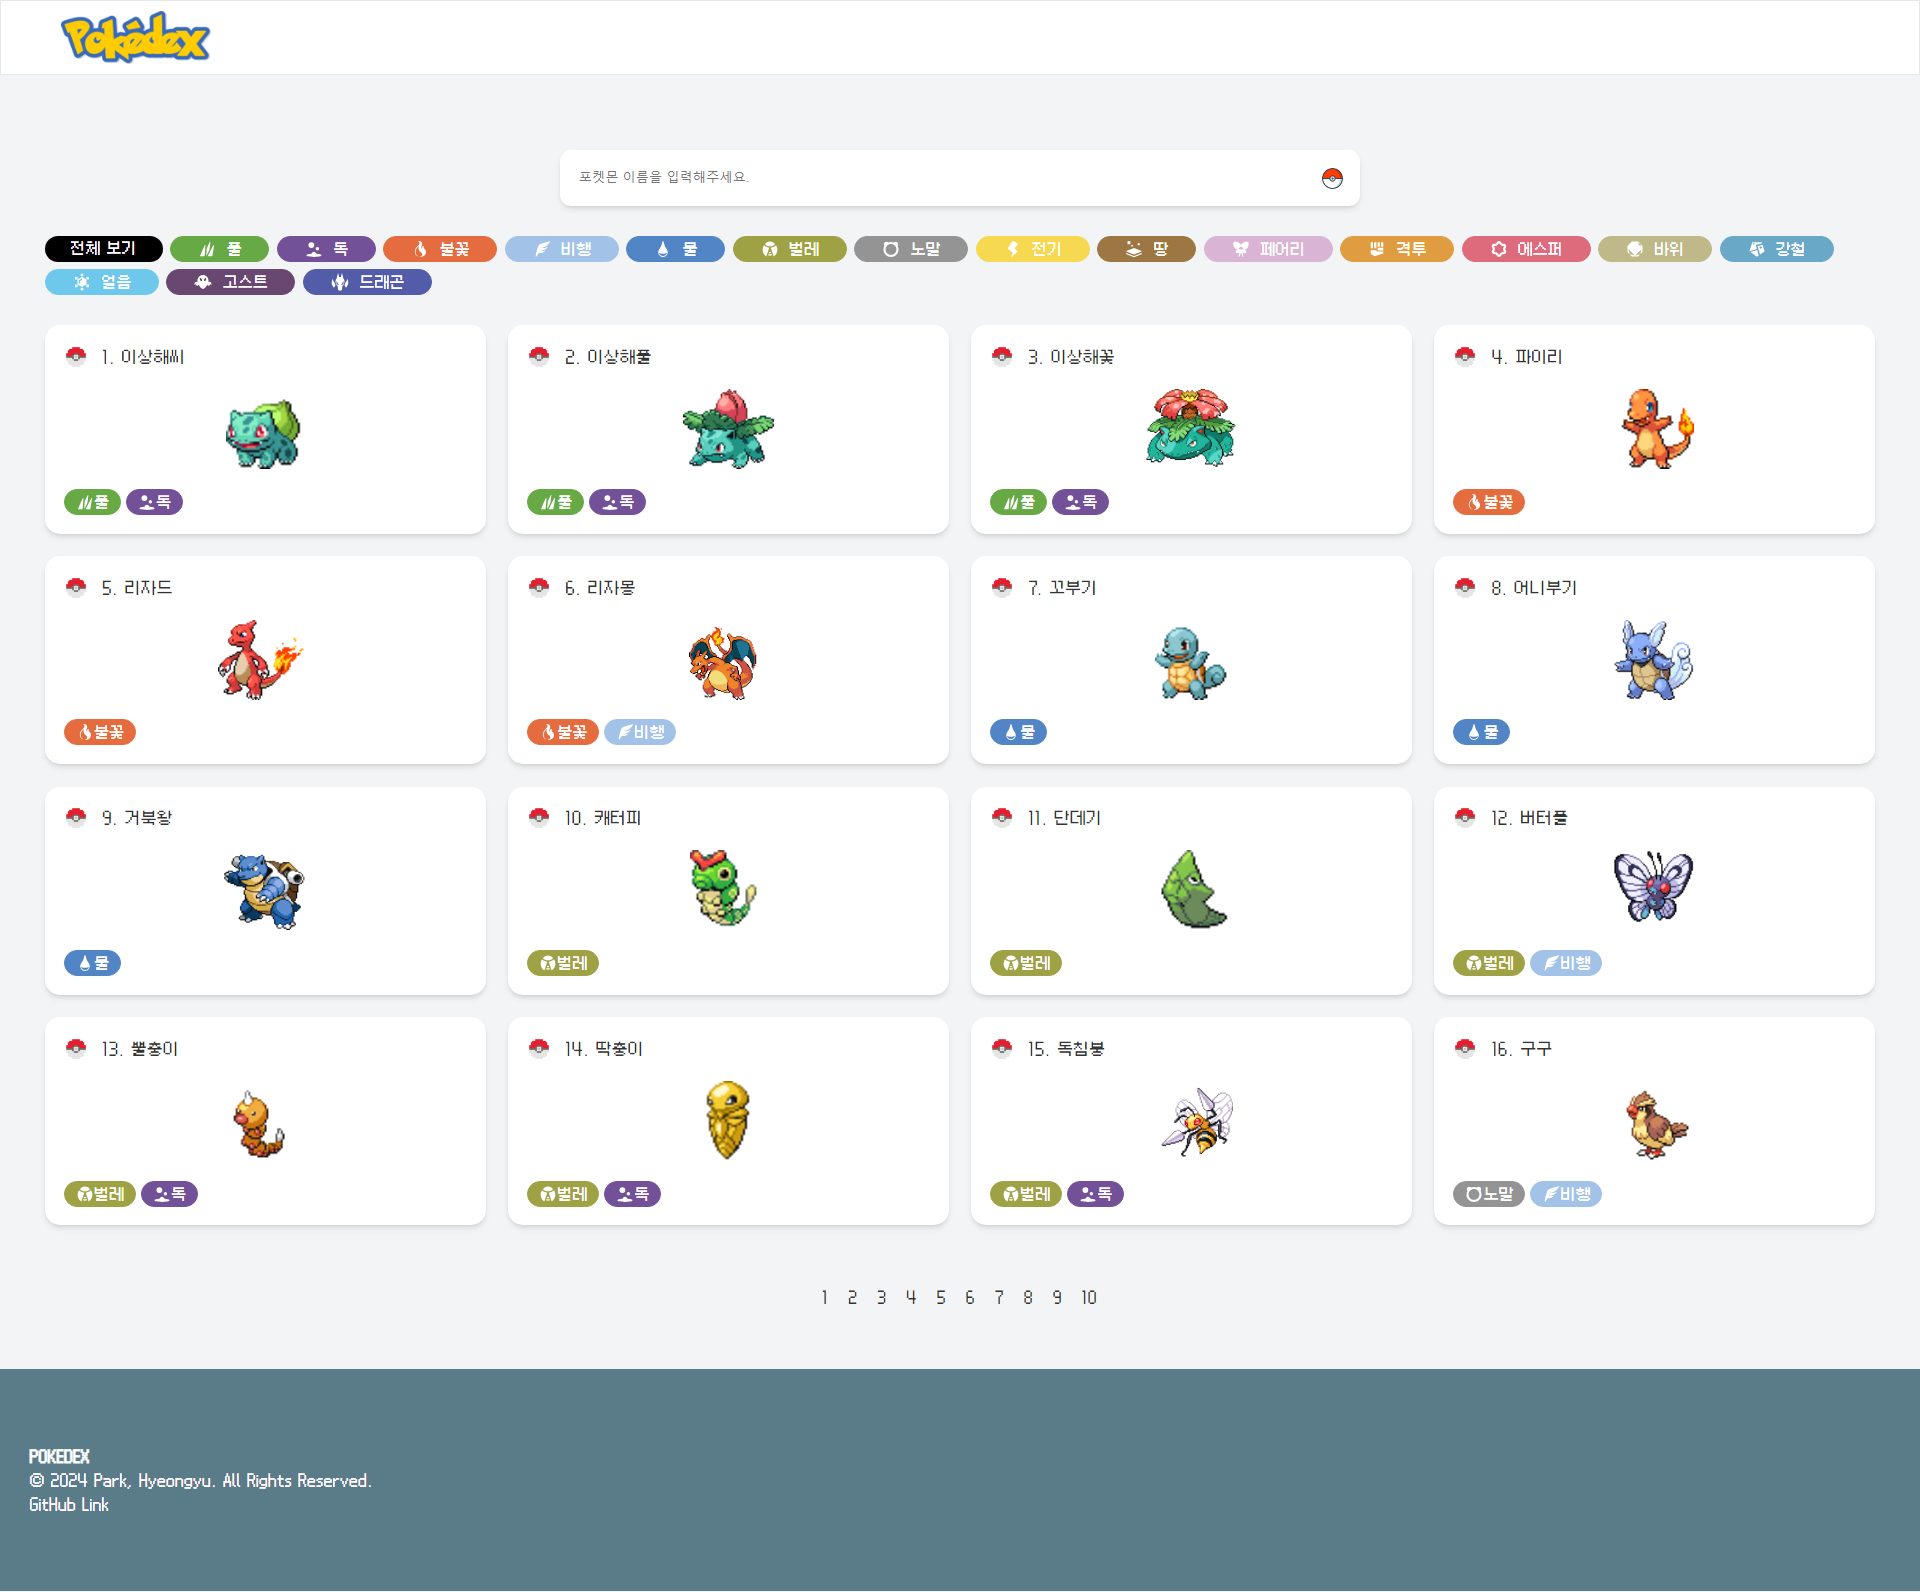 Pokédex
포켓몬 이름을 입력해주세요.
전체 보기 풀 독 불꽃 비행 물 벌레 노말 전기 땅 페어리 격투 에스퍼 바위 강철
얼음 고스트 드래곤
1. 이상해씨
풀 독
2. 이상해풀
풀 독
3. 이상해꽃
풀 독
4. 파이리
불꽃
5. 리자드
불꽃
6. 리자몽
불꽃 비행
7. 꼬부기
물
8. 어니부기
물
9. 거북왕
물
10. 캐터피
벌레
11. 단데기
벌레
12. 버터플
벌레 비행
13. 뿔충이
벌레 독
14. 딱충이
벌레 독
15. 독침붕
벌레 독
16. 구구
노말 비행
1 2 3 4 5 6 7 8 9 10
POKEDEX
© 2024 Park, Hyeongyu. All Rights Reserved.
GitHub Link